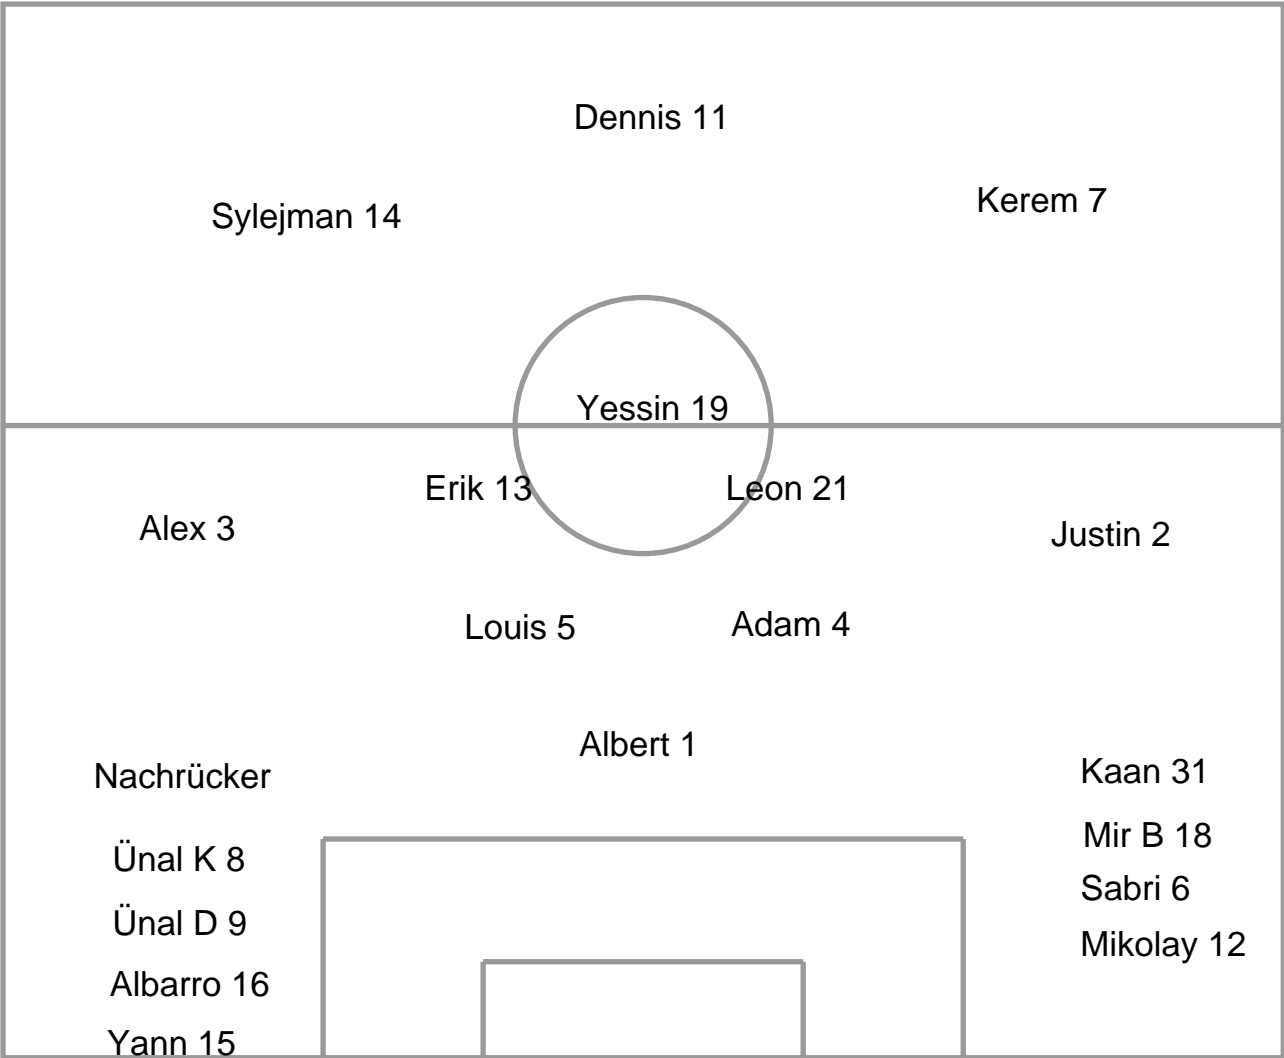 Dennis 11
Sylejman 14
Kerem 7
Yessin 19
Erik 13
Leon 21
Alex 3
Justin 2
Louis 5
Adam 4
Albert 1
Nachrücker
Ünal K 8
Ünal D 9
Albarro 16
Yann 15
Kaan 31
Mir B 18
Sabri 6
Mikolay 12